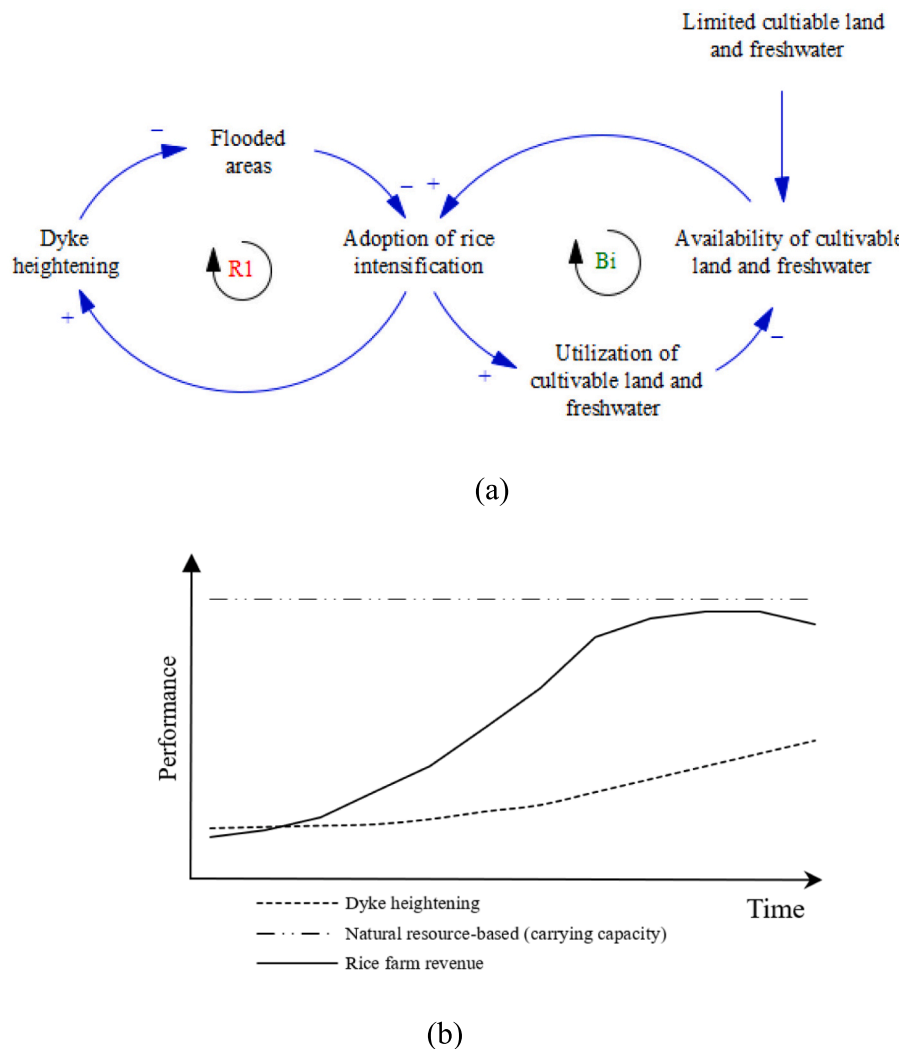 Limited cultiable land
and freshwater
−
Flooded
areas
− +
Dyke
heightening
R1
Adoption of rice
intensification
Bi
Availability of cultivable
land and freshwater
+
−
+
Utilization of
cultivable land and
freshwater
(a)
Performance
Time
Dyke heightening
Natural resource-based (carrying capacity)
Rice farm revenue
(b)